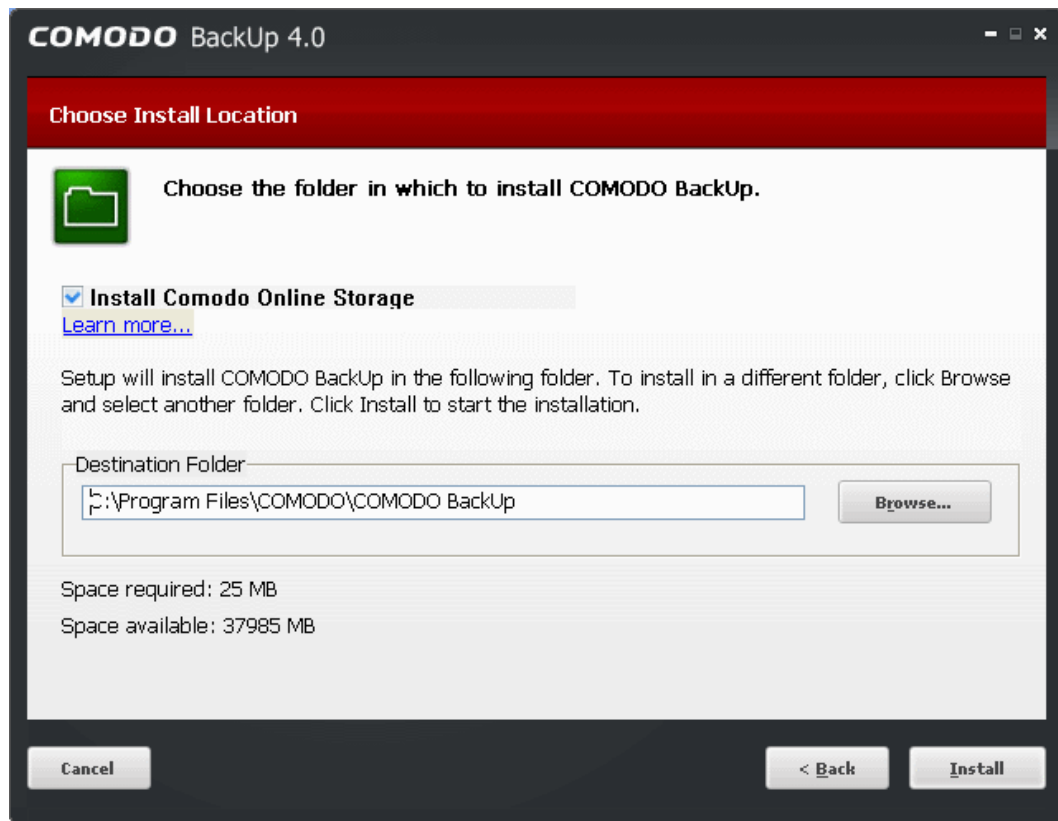 COMODO BackUp 4.0
Choose Install Location
Choose the folder in which to install COMODO BackUp.
Install Comodo Online Storage
Learn more...
Setup will install COMODO BackUp in the following folder. To install in a different folder, click Browse
and select another folder. Click Install to start the installation.
Destination Folder
C:\Program Files\COMODO\COMODO BackUp
Browse...
Space required: 25 MB
Space available: 37985 MB
Cancel
< Back
Install